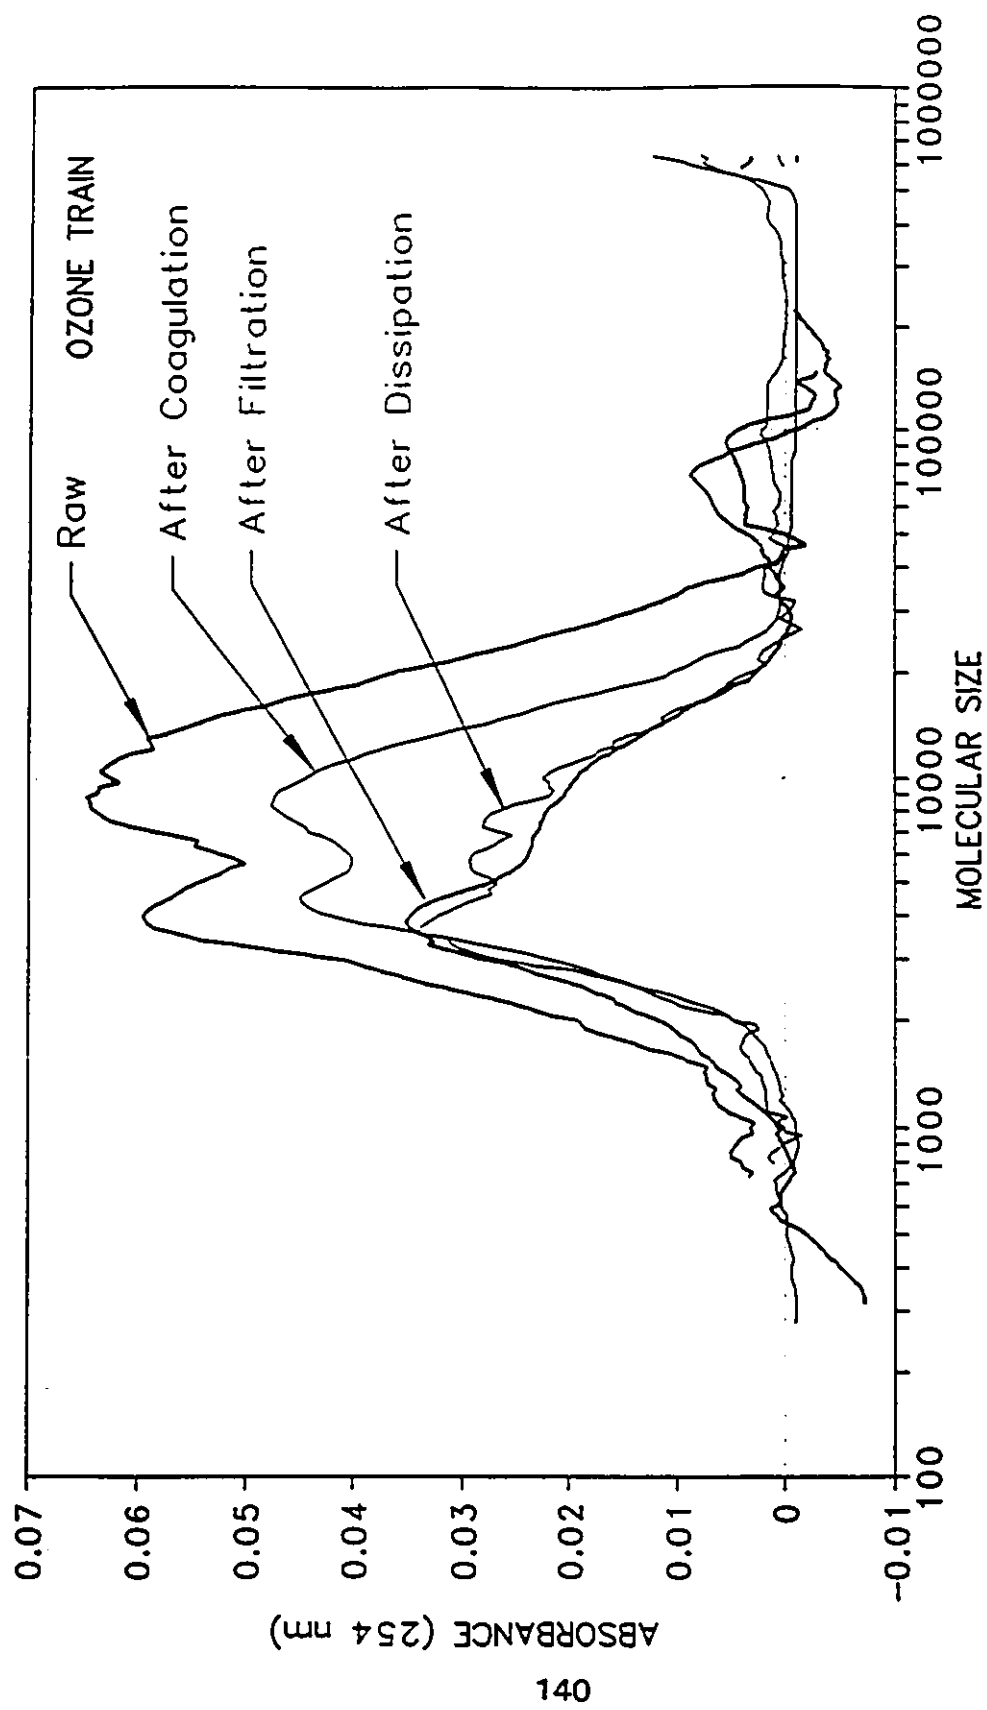 OZONE TRAIN
Raw
After Coagulation
After Filtration
After Dissipation
ABSORBANCE (254 nm)
0.07
0.06
0.05
0.04
0.03
0.02
0.01
0
-0.01
100
1000
10000
100000
1000000
MOLECULAR SIZE
140